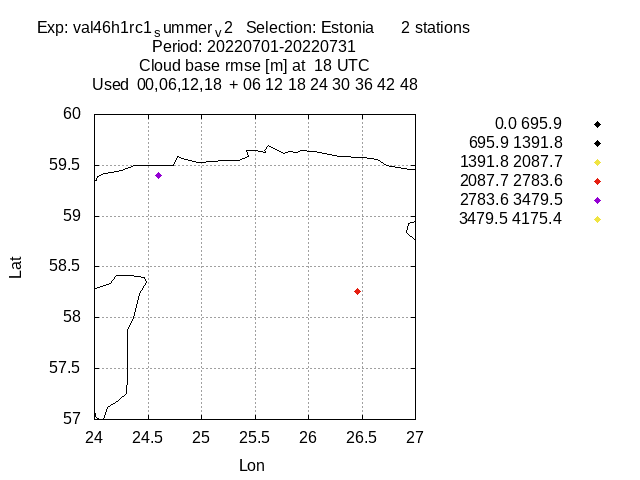 Exp: val46h1rc1summerv2 Selection: Estonia 2 stations
Period: 20220701-20220731
Cloud base rmse [m] at 18 UTC
Used 00,06,12,18 + 06 12 18 24 30 36 42 48
0.0 695.9
695.9 1391.8
1391.8 2087.7
2087.7 2783.6
2783.6 3479.5
3479.5 4175.4
60
59.5
59
58.5
58
57.5
57
Lat
24 24.5 25 25.5 26 26.5 27
Lon